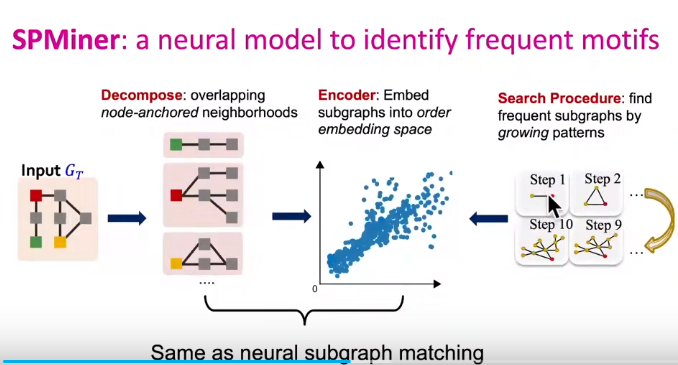 SPMiner: a neural model to identify frequent motifs
Decompose: overlapping
node-anchored neighborhoods
Encoder: Embed
subgraphs into order
embedding space
Search Procedure: find
frequent subgraphs by
growing patterns
Input G_T
Step 1
Step 2
...
Step 10
Step 9
...
....
0
Same as neural subgraph matching